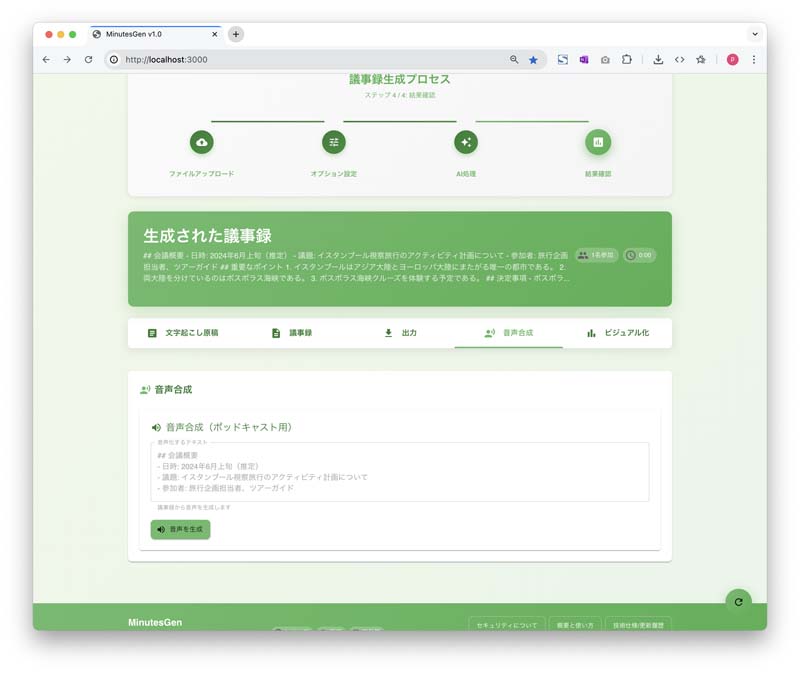 MinutesGen v1.0
http://localhost:3000
P
議事録生成プロセス
ステップ 4 / 4: 結果確認
ファイルアップロード
オプション設定
AI処理
結果確認
生成された議事録
## 会議概要 - 日時: 2024年6月上旬（推定） - 議題: イスタンブール視察旅行のアクティビティ計画について - 参加者: 旅行企画
担当者、ツアーガイド ## 重要なポイント 1. イスタンブールはアジア大陸とヨーロッパ大陸にまたがる唯一の都市である。 2.
両大陸を分けているのはボスポラス海峡である。 3. ボスポラス海峡クルーズを体験する予定である。 ## 決定事項 - ボスポラ...
1名参加
0:00
文字起こし原稿
議事録
出力
音声合成
ビジュアル化
音声合成
音声合成（ポッドキャスト用）
音声化するテキスト
## 会議概要
- 日時: 2024年6月上旬（推定）
- 議題: イスタンブール視察旅行のアクティビティ計画について
- 参加者: 旅行企画担当者、ツアーガイド
議事録から音声を生成します
音声を生成
MinutesGen
セキュリティについて
概要と使い方
技術仕様/更新履歴